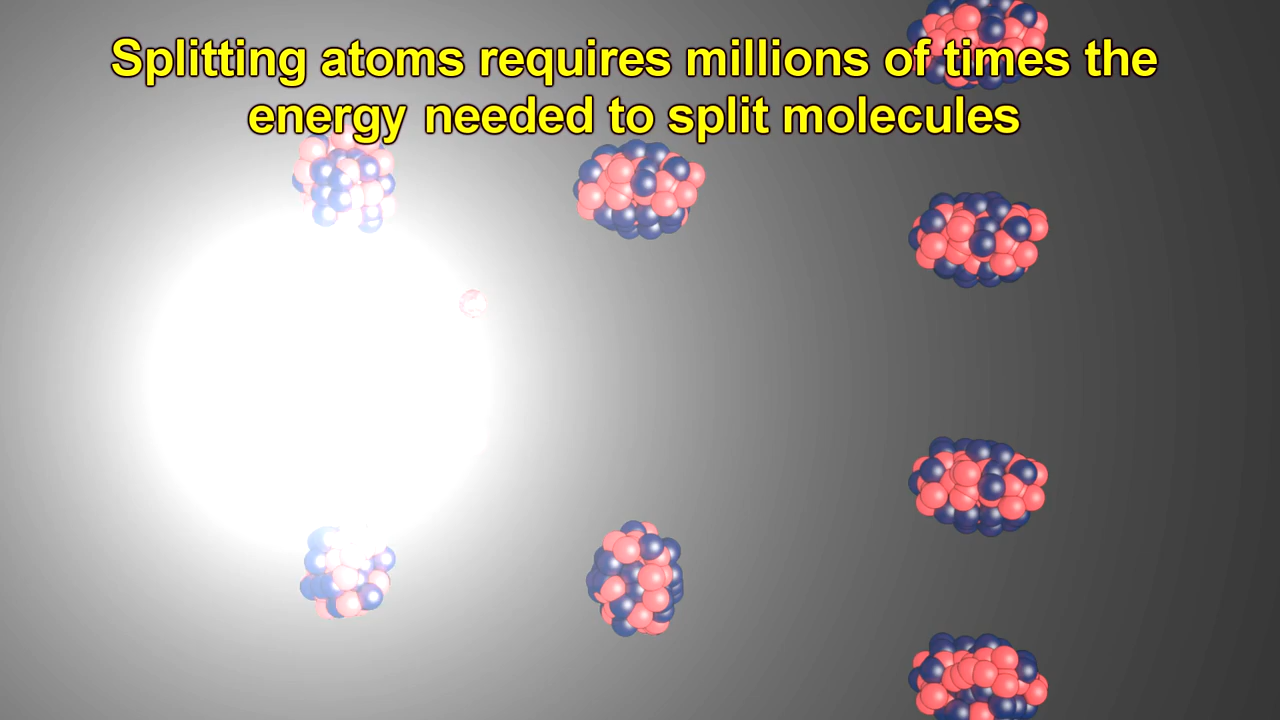 Splitting atoms requires millions of times the
energy needed to split molecules